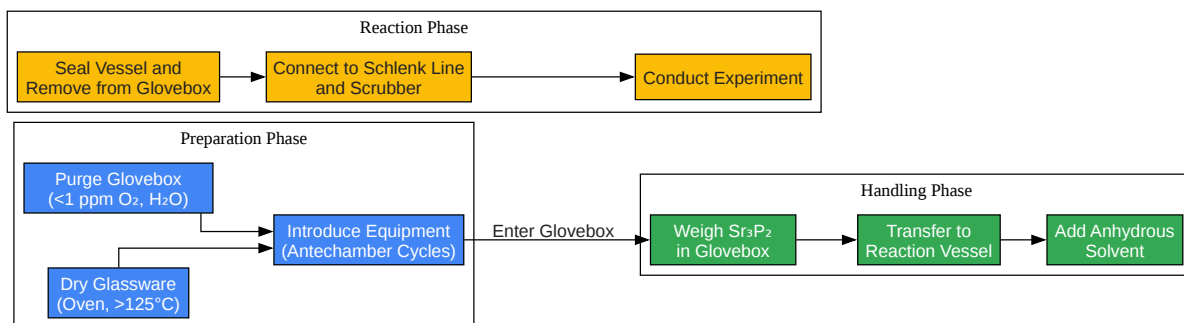 Reaction Phase
Seal Vessel and
Remove from Glovebox
Connect to Schlenk Line
and Scrubber
Conduct Experiment
Preparation Phase
Purge Glovebox
(<1 ppm O₂, H₂O)
Dry Glassware
(Oven, >125°C)
Introduce Equipment
(Antechamber Cycles)
Enter Glovebox
Handling Phase
Weigh Sr₃P₂
in Glovebox
Transfer to
Reaction Vessel
Add Anhydrous
Solvent